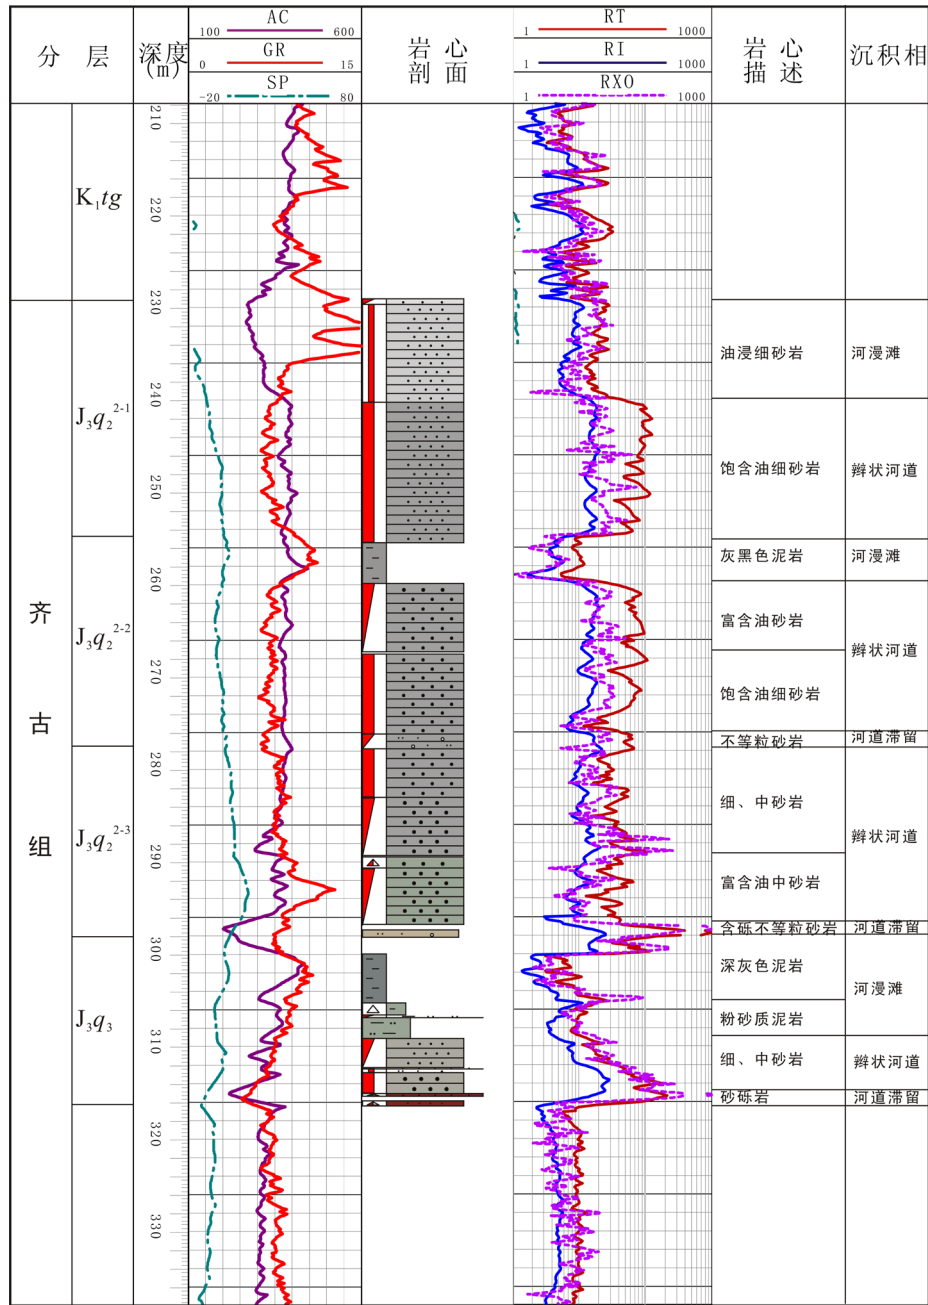 分 层
深度
(m)
AC
100 600
GR
0 15
SP
-20 80
岩 心
剖 面
RT
1 1000
RI
1 1000
RXO
1 1000
岩 心
描 述
沉积相
齐
古
组
K₁tg
J₃q₂²⁻¹
J₃q₂²⁻²
J₃q₂²⁻³
J₃q₃
210
220
230
240
250
260
270
280
290
300
310
320
330
油浸细砂岩
饱含油细砂岩
灰黑色泥岩
富含油砂岩
饱含油细砂岩
不等粒砂岩
细、中砂岩
富含油中砂岩
含砾不等粒砂岩
深灰色泥岩
粉砂质泥岩
细、中砂岩
砂砾岩
河漫滩
辫状河道
河漫滩
辫状河道
河道滞留
辫状河道
河道滞留
河漫滩
辫状河道
河道滞留